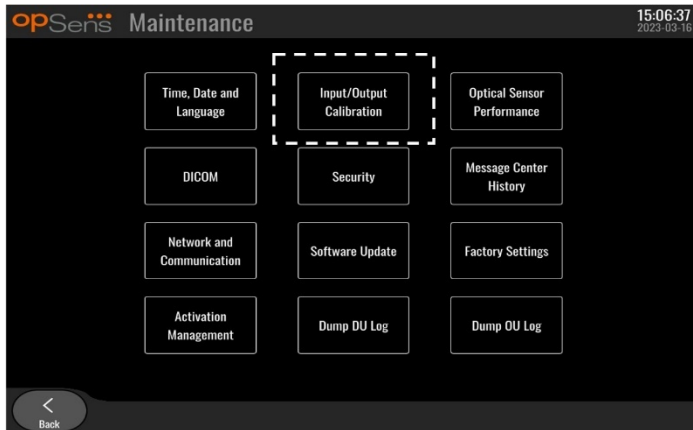 opSens Maintenance
15:06:37
2023-03-16
Time, Date and
Language
Input/Output
Calibration
Optical Sensor
Performance
DICOM
Security
Message Center
History
Network and
Communication
Software Update
Factory Settings
Activation
Management
Dump DU Log
Dump OU Log
Back